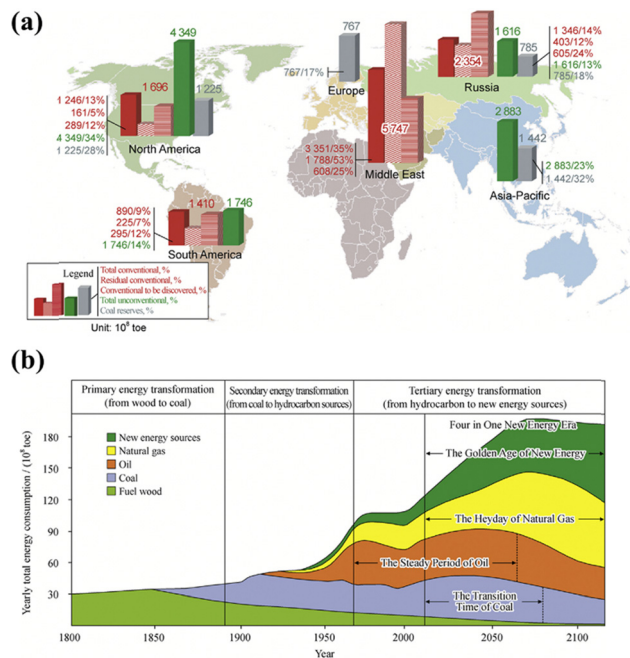 (a)
4 349
1 696
1 225
1 246/13%
161/5%
289/12%
4 349/34%
1 225/28%
North America
767
767/17%
Europe
5 747
3 351/35%
1 788/53%
608/25%
Middle East
2 354
1 616
785
1 346/14%
403/12%
605/24%
1 616/13%
785/18%
Russia
2 883
1 442
2 883/23%
1 442/32%
Asia-Pacific
1 410
1 746
890/9%
225/7%
295/12%
1 746/14%
South America
Legend
Total conventional, %
Residual conventional, %
Conventional to be discovered, %
Total unconventional, %
Coal reserves, %
Unit: 10⁶ toe
(b)
Primary energy transformation
(from wood to coal)
Secondary energy transformation
(from coal to hydrocarbon sources)
Tertiary energy transformation
(from hydrocarbon to new energy sources)
Four in One New Energy Era
The Golden Age of New Energy
The Heyday of Natural Gas
The Steady Period of Oil
The Transition
Time of Coal
New energy sources
Natural gas
Oil
Coal
Fuel wood
Yearly total energy consumption / (10⁸ toe)
180
150
120
90
60
30
1800
1850
1900
1950
2000
2050
2100
Year